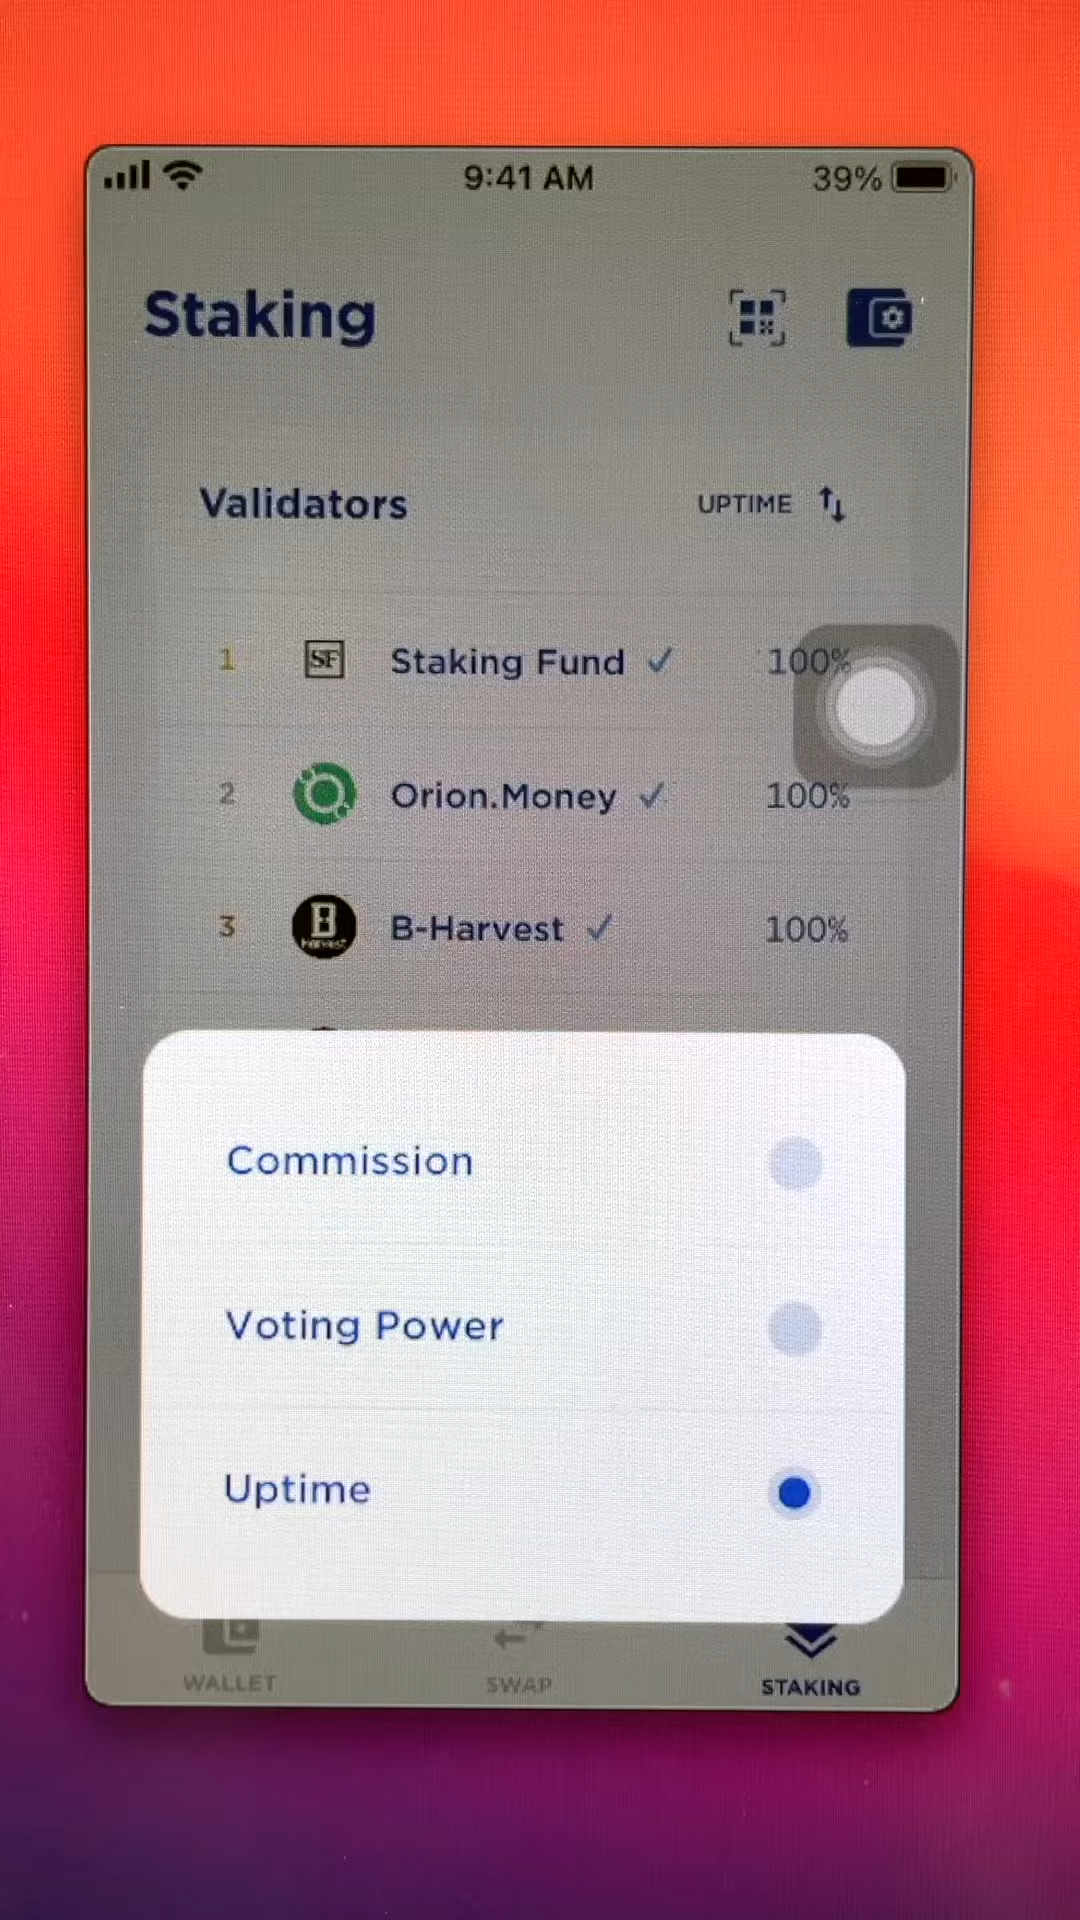 9:41 AM 39%
Staking
Validators UPTIME
1 SF Staking Fund 100%
2 Orion.Money 100%
3 B Harvest B-Harvest 100%
Commission
Voting Power
Uptime
WALLET SWAP STAKING